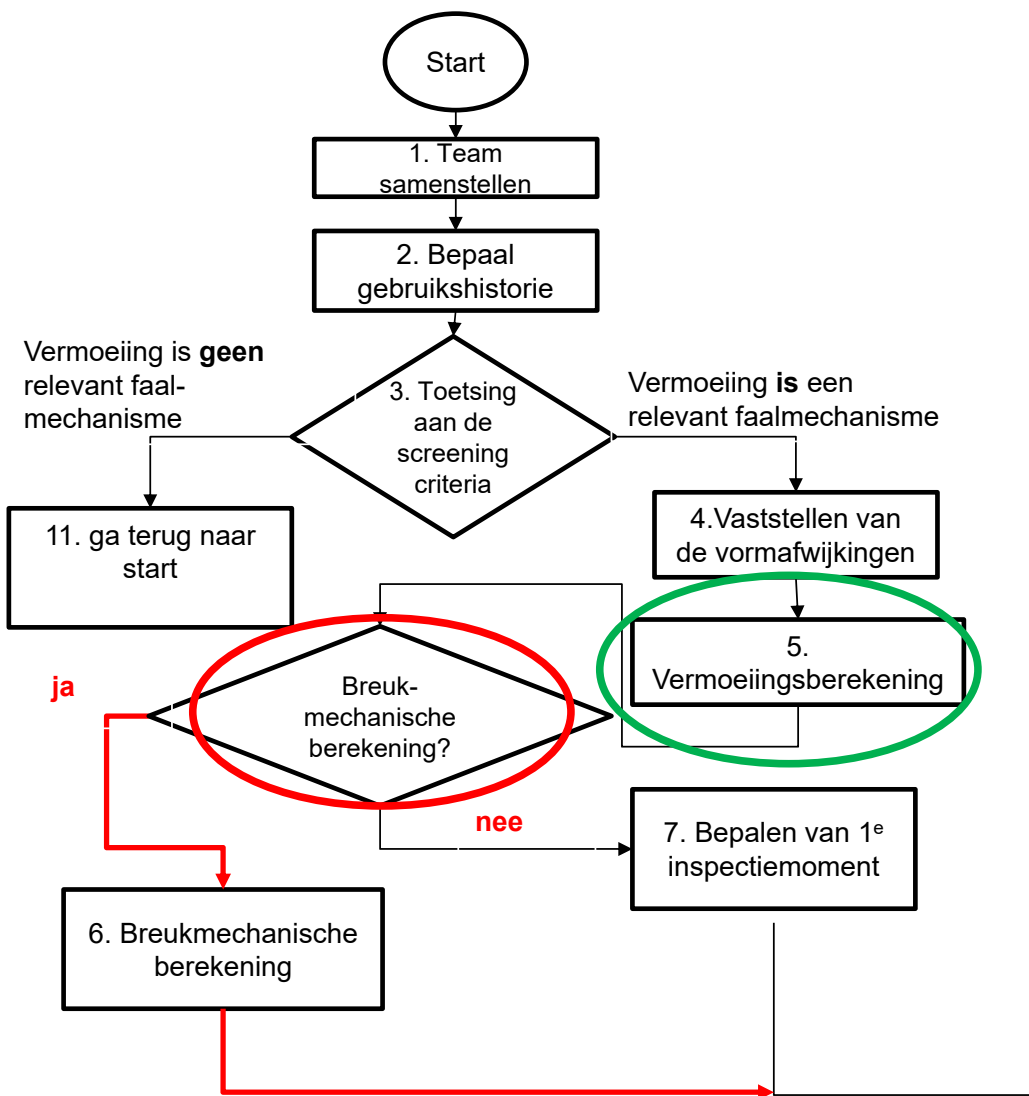 Start
1. Team
samenstellen
2. Bepaal
gebruikshistorie
Vermoeiing is geen
relevant faal-
mechanisme
3. Toetsing
aan de
screening
criteria
Vermoeiing is een
relevant faalmechanisme
11. ga terug naar
start
4.Vaststellen van
de vormafwijkingen
5.
Vermoeiingsberekening
ja
Breuk-
mechanische
berekening?
nee
7. Bepalen van 1e
inspectiemoment
6. Breukmechanische
berekening